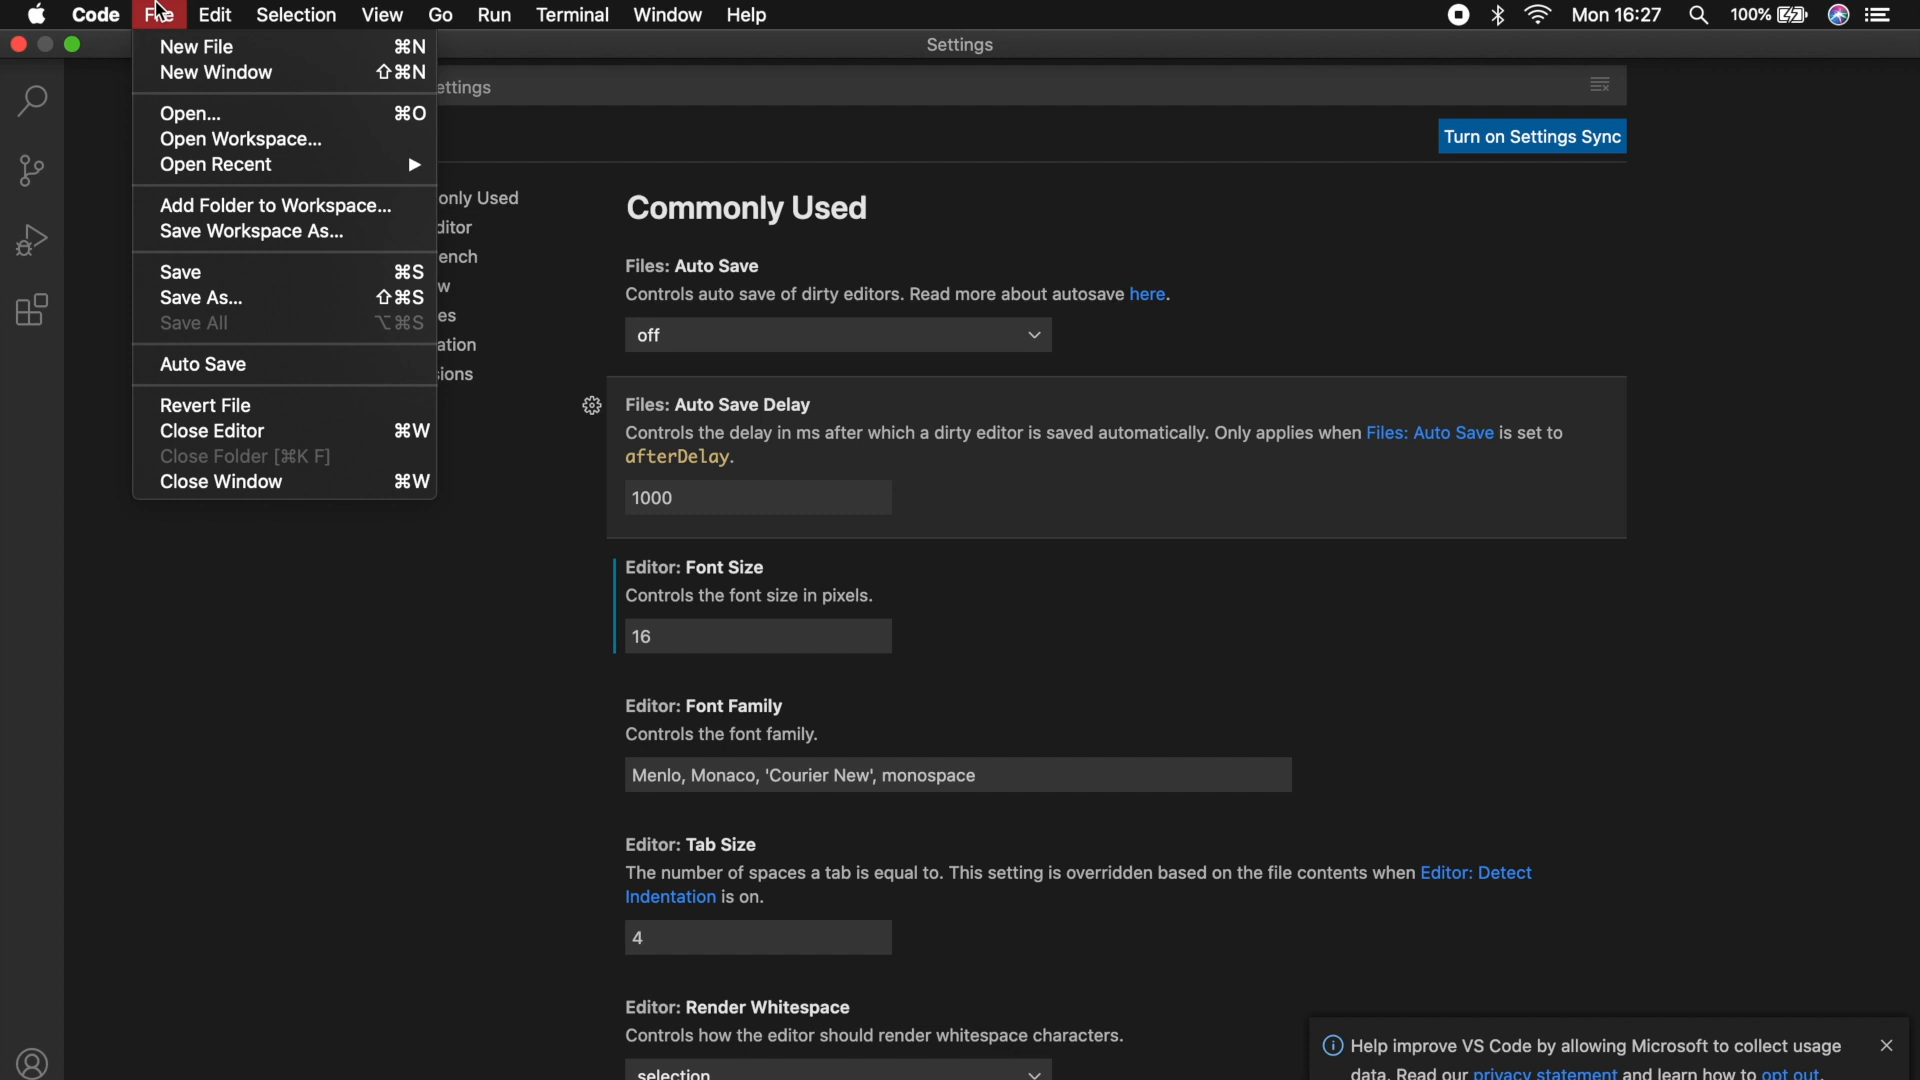 Code File Edit Selection View Go Run Terminal Window Help Mon 16:27 100%
Settings
New File ⌘N
New Window ⇧⌘N
Open... ⌘O
Open Workspace...
Open Recent ▶
Add Folder to Workspace...
Save Workspace As...
Save ⌘S
Save As... ⇧⌘S
Save All ⌥⌘S
Auto Save
Revert File
Close Editor ⌘W
Close Folder [⌘K F]
Close Window ⌘W
ettings
Turn on Settings Sync
only Used
ditor
ench
w
es
ation
ions
Commonly Used
Files: Auto Save
Controls auto save of dirty editors. Read more about autosave here.
off
Files: Auto Save Delay
Controls the delay in ms after which a dirty editor is saved automatically. Only applies when Files: Auto Save is set to
afterDelay.
1000
Editor: Font Size
Controls the font size in pixels.
16
Editor: Font Family
Controls the font family.
Menlo, Monaco, 'Courier New', monospace
Editor: Tab Size
The number of spaces a tab is equal to. This setting is overridden based on the file contents when Editor: Detect
Indentation is on.
4
Editor: Render Whitespace
Controls how the editor should render whitespace characters.
selection
Help improve VS Code by allowing Microsoft to collect usage
data. Read our privacy statement and learn how to opt out.